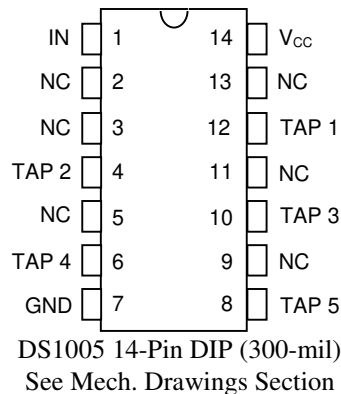 IN 1 14 VCC
NC 2 13 NC
NC 3 12 TAP 1
TAP 2 4 11 NC
NC 5 10 TAP 3
TAP 4 6 9 NC
GND 7 8 TAP 5
DS1005 14-Pin DIP (300-mil)
See Mech. Drawings Section